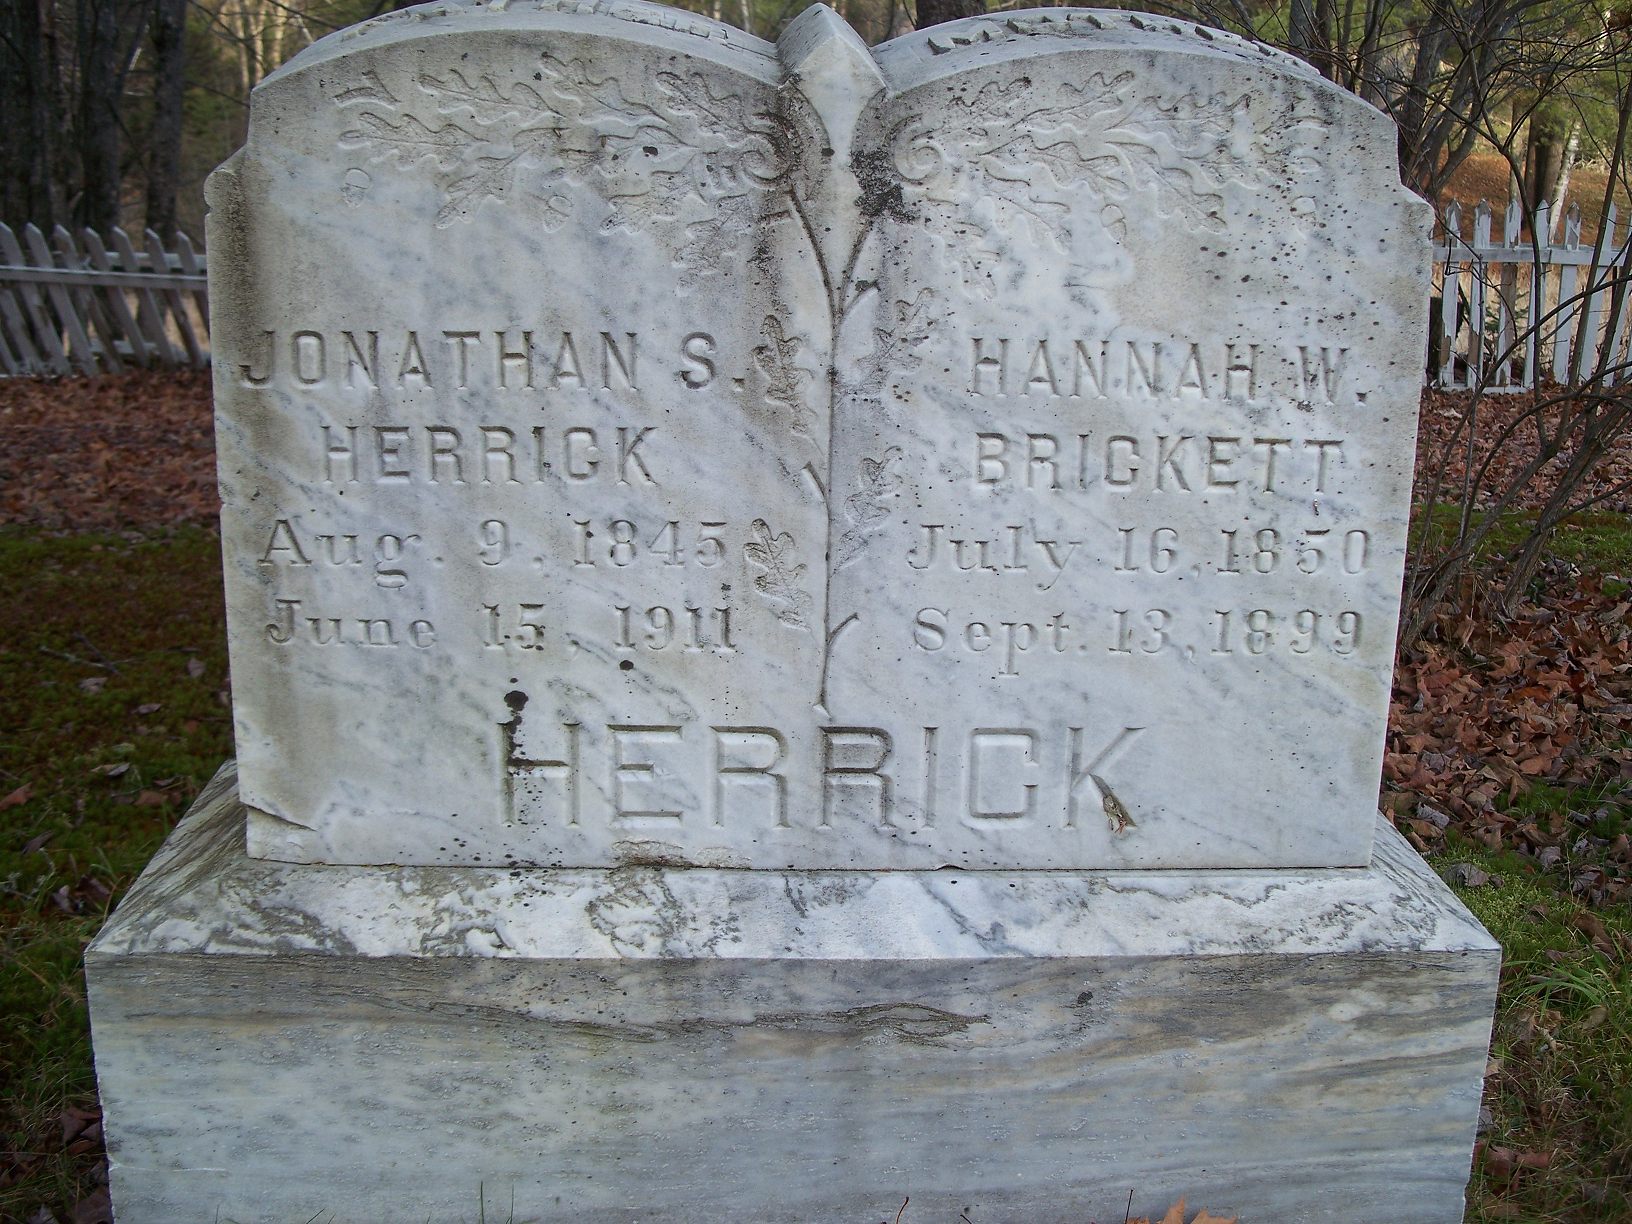 JONATHAN S.
HERRICK
Aug. 9, 1845
June 15, 1911
HANNAH W.
BRICKETT
July 16, 1850
Sept. 13, 1899
HERRICK